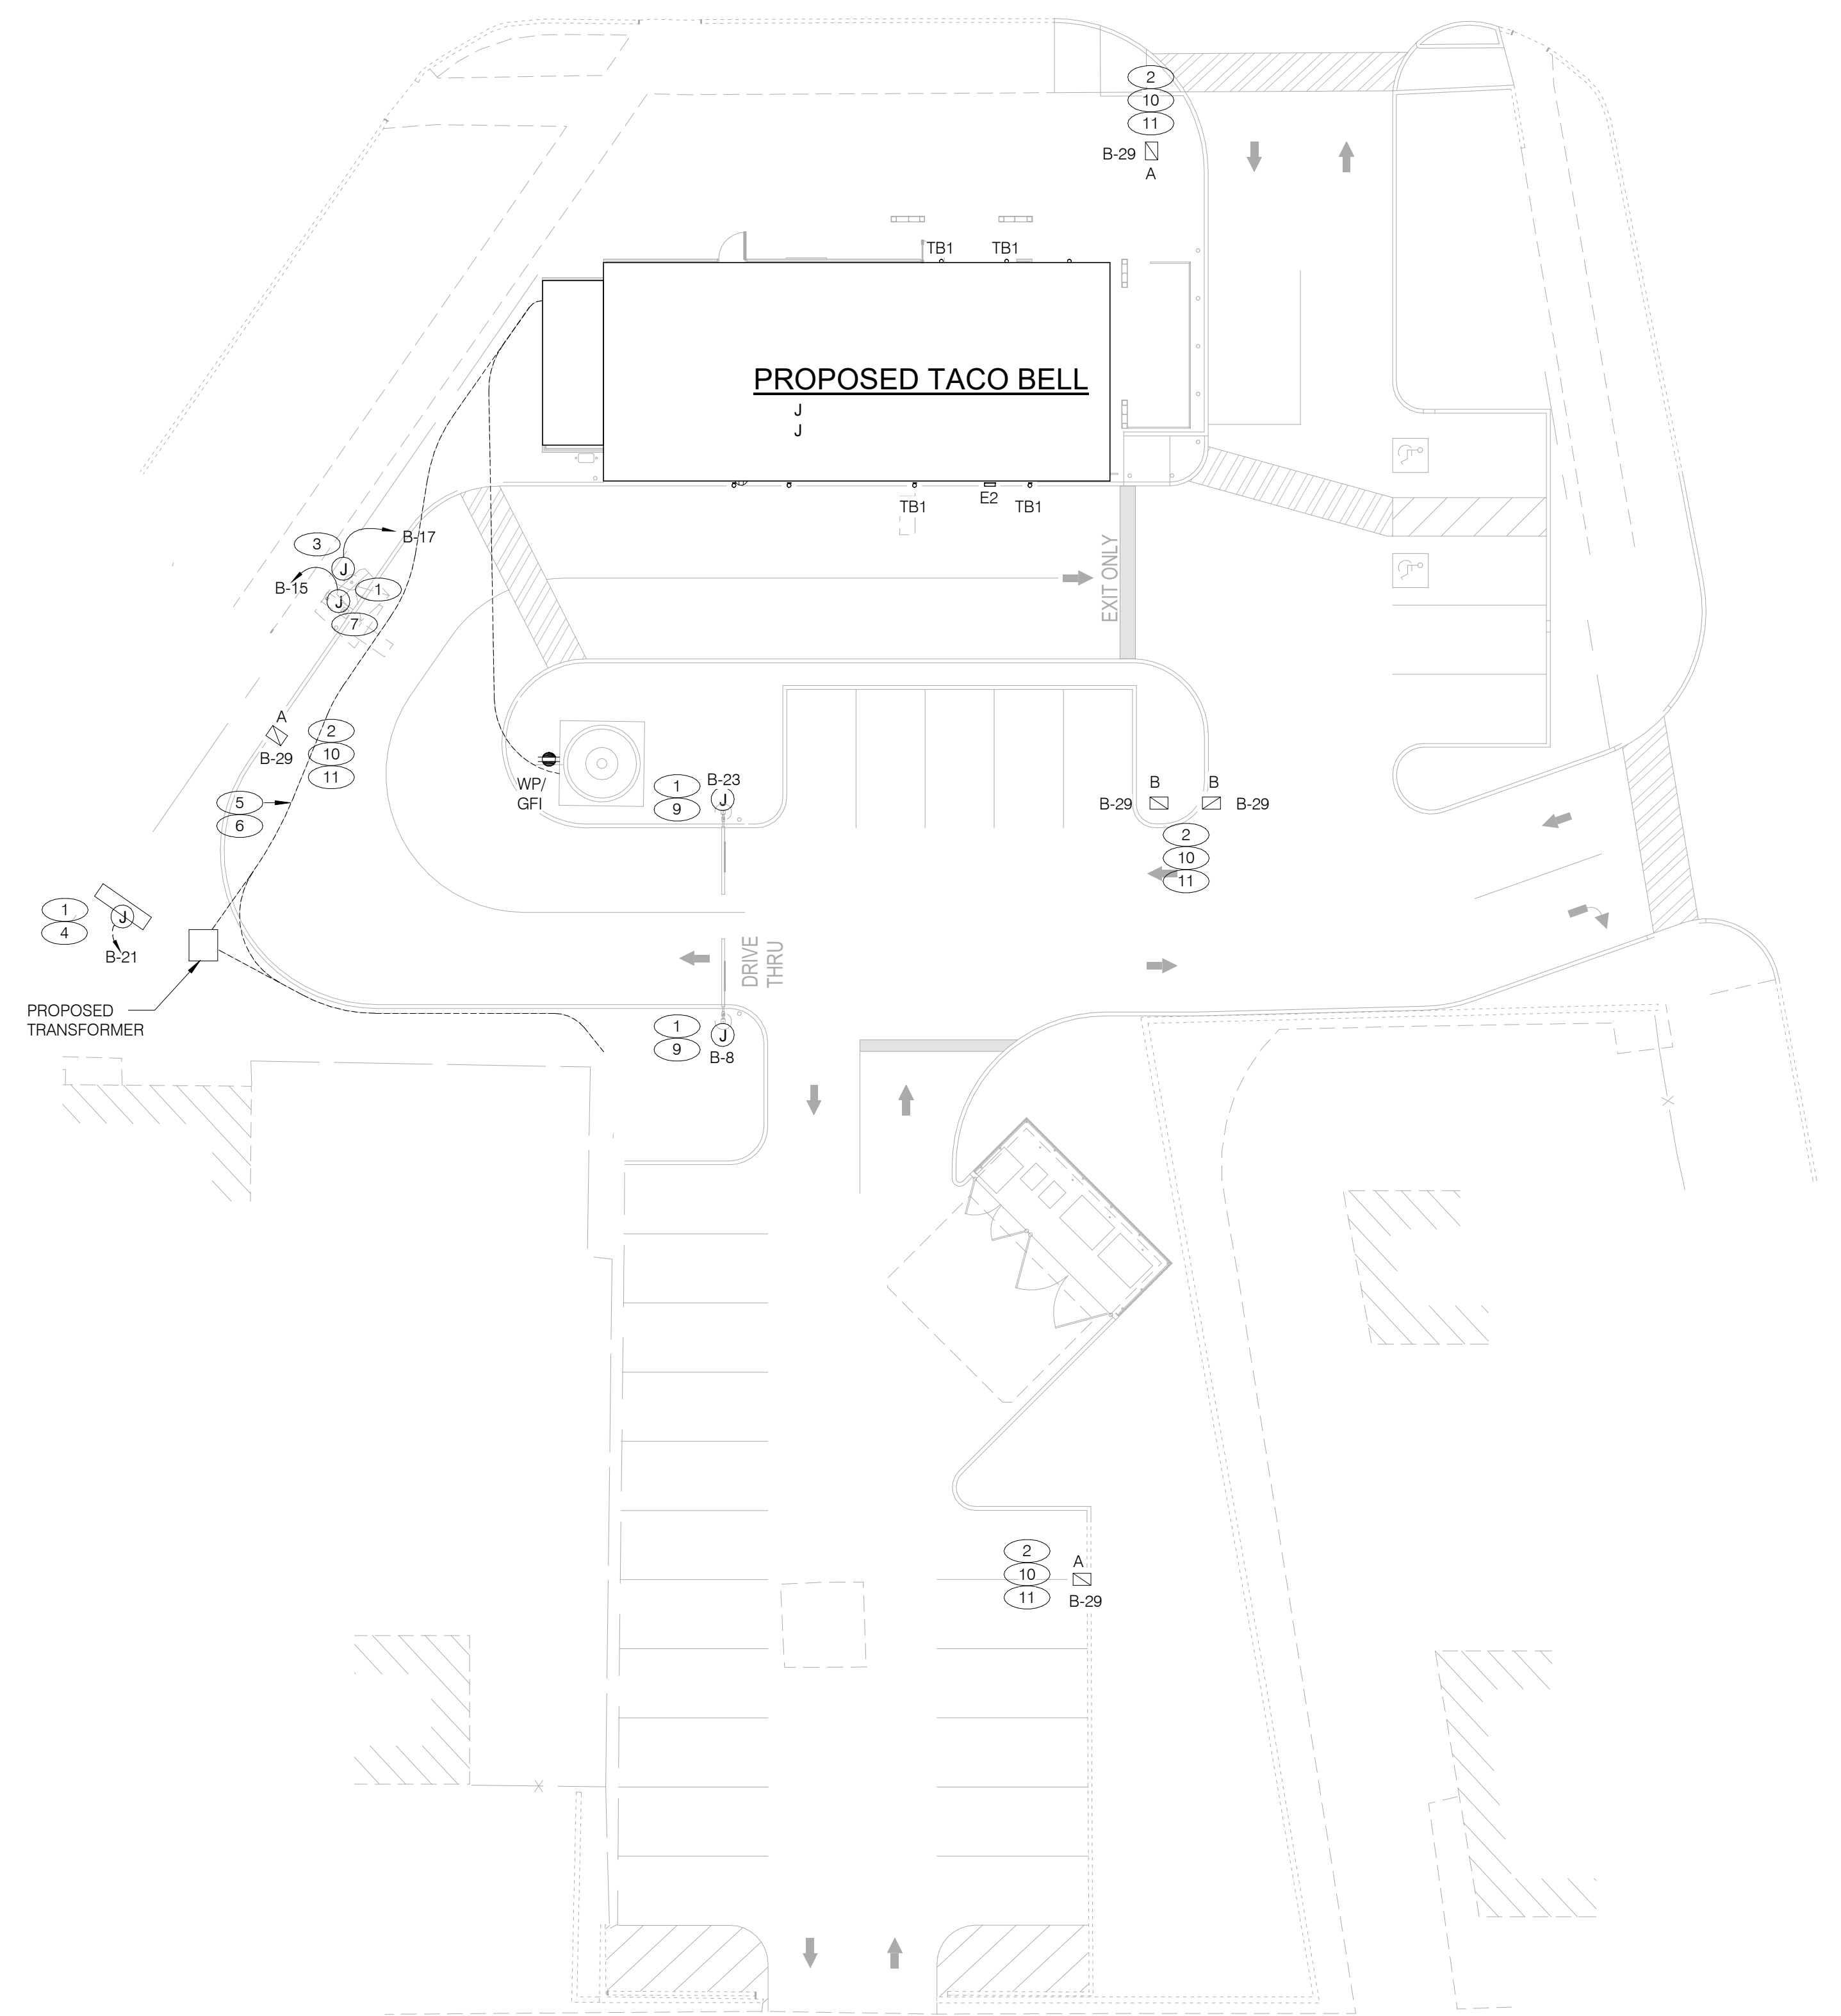 2
10
11
B-29
A
TB1
TB1
PROPOSED TACO BELL
J
J
TB1
E2
TB1
3
B-17
J
B-15
1
J
7
EXIT ONLY
A
2
B-29
10
11
5
6
WP/
GFI
1
B-23
9
J
B
B
B-29
B-29
2
10
11
1
4
J
B-21
DRIVE
THRU
PROPOSED
TRANSFORMER
1
9
J
B-8
2
10
11
A
B-29